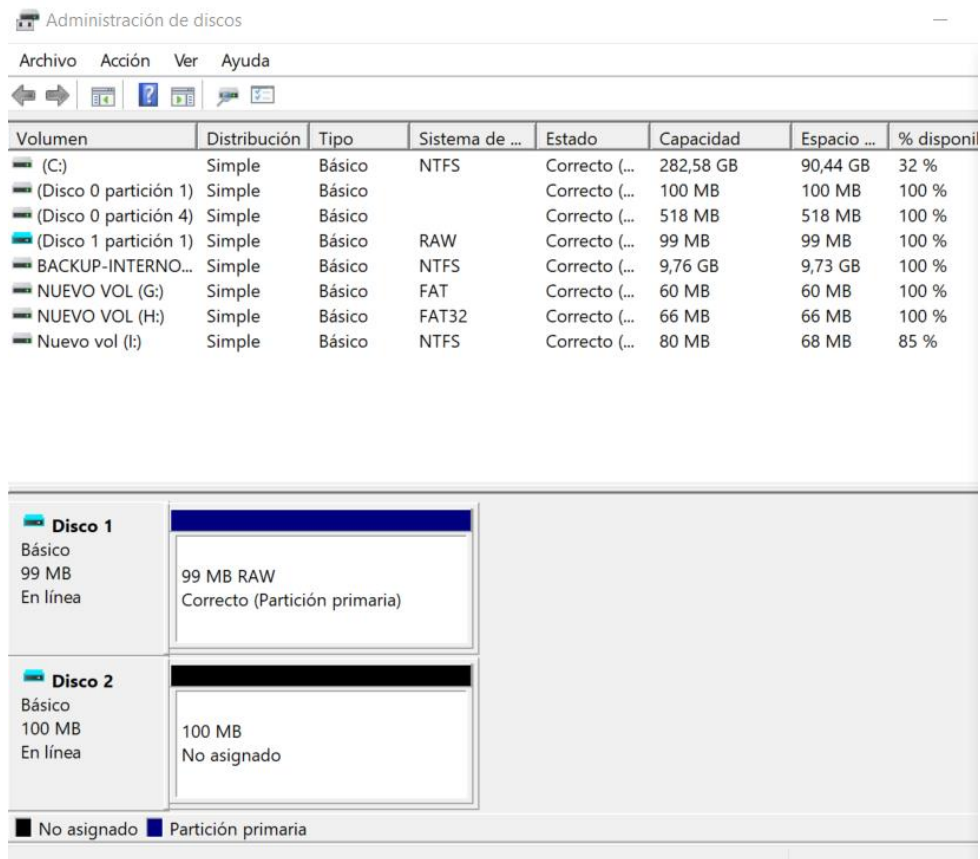 Administración de discos
Archivo Acción Ver Ayuda
Volumen Distribución Tipo Sistema de ... Estado Capacidad Espacio ... % disponil
(C:) Simple Básico NTFS Correcto (... 282,58 GB 90,44 GB 32 %
(Disco 0 partición 1) Simple Básico Correcto (... 100 MB 100 MB 100 %
(Disco 0 partición 4) Simple Básico Correcto (... 518 MB 518 MB 100 %
(Disco 1 partición 1) Simple Básico RAW Correcto (... 99 MB 99 MB 100 %
BACKUP-INTERNO... Simple Básico NTFS Correcto (... 9,76 GB 9,73 GB 100 %
NUEVO VOL (G:) Simple Básico FAT Correcto (... 60 MB 60 MB 100 %
NUEVO VOL (H:) Simple Básico FAT32 Correcto (... 66 MB 66 MB 100 %
Nuevo vol (I:) Simple Básico NTFS Correcto (... 80 MB 68 MB 85 %
Disco 1
Básico
99 MB
En línea
99 MB RAW
Correcto (Partición primaria)
Disco 2
Básico
100 MB
En línea
100 MB
No asignado
No asignado Partición primaria